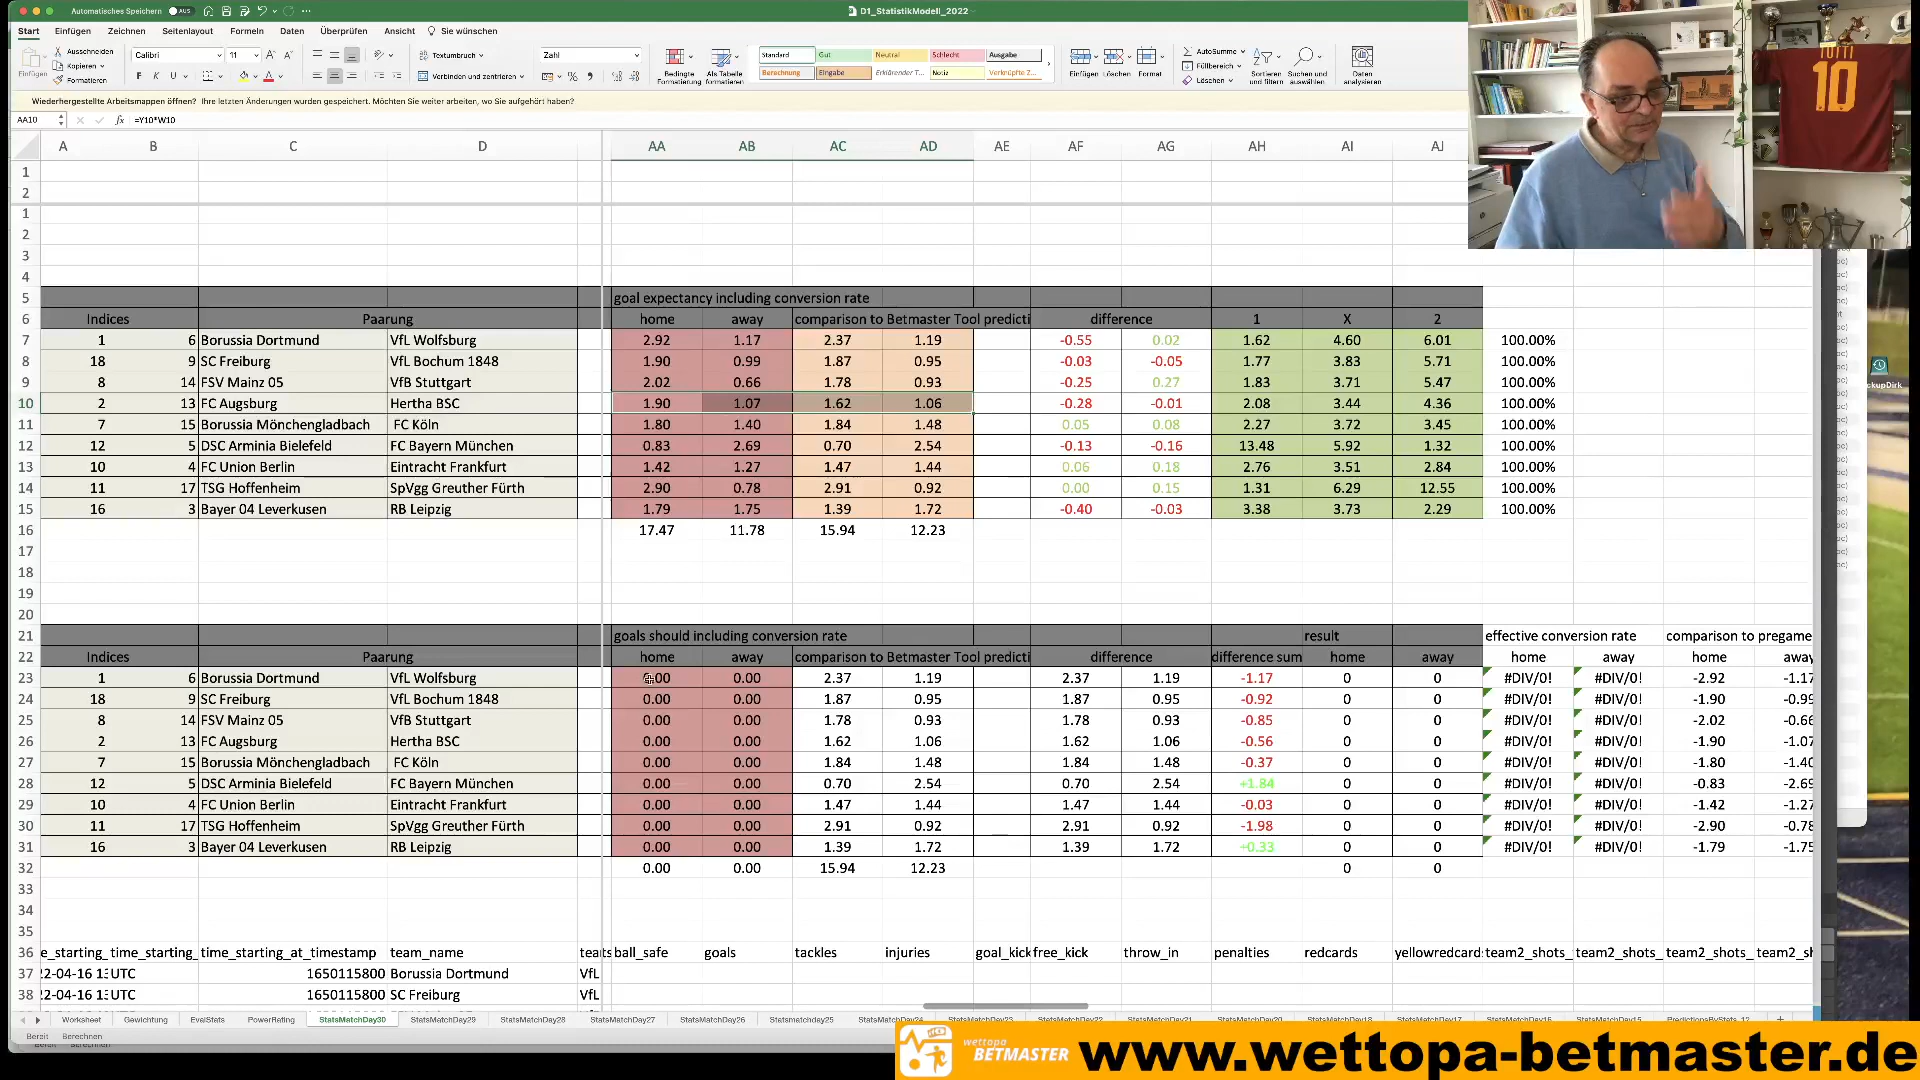 Automatisches Speichern AUS D1_StatistikModell_2022
Start Einfügen Zeichnen Seitenlayout Formeln Daten Überprüfen Ansicht Sie wünschen
Einfügen Ausschneiden Kopieren Formatieren
Calibri 11 Textumbruch Verbinden und zentrieren Zahl
F K U
Bedingte Formatierung Als Tabelle formatieren
Standard Gut Neutral Schlecht Ausgabe
Berechnung Eingabe Erklärender T... Notiz Verknüpfte Z...
Einfügen Löschen Format AutoSumme Füllbereich Löschen Sortieren und filtern Suchen und auswählen Daten analysieren
Wiederhergestellte Arbeitsmappen öffnen? Ihre letzten Änderungen wurden gespeichert. Möchten Sie weiter arbeiten, wo Sie aufgehört haben?
AA10 fx =Y10*W10
A B C D AA AB AC AD AE AF AG AH AI AJ
1
2
1
2
3
4
5 goal expectancy including conversion rate
6 Indices Paarung home away comparison to Betmaster Tool predicti difference 1 X 2
7 1 6 Borussia Dortmund VfL Wolfsburg 2.92 1.17 2.37 1.19 -0.55 0.02 1.62 4.60 6.01 100.00%
8 18 9 SC Freiburg VfL Bochum 1848 1.90 0.99 1.87 0.95 -0.03 -0.05 1.77 3.83 5.71 100.00%
9 8 14 FSV Mainz 05 VfB Stuttgart 2.02 0.66 1.78 0.93 -0.25 0.27 1.83 3.71 5.47 100.00%
10 2 13 FC Augsburg Hertha BSC 1.90 1.07 1.62 1.06 -0.28 -0.01 2.08 3.44 4.36 100.00%
11 7 15 Borussia Mönchengladbach FC Köln 1.80 1.40 1.84 1.48 0.05 0.08 2.27 3.72 3.45 100.00%
12 12 5 DSC Arminia Bielefeld FC Bayern München 0.83 2.69 0.70 2.54 -0.13 -0.16 13.48 5.92 1.32 100.00%
13 10 4 FC Union Berlin Eintracht Frankfurt 1.42 1.27 1.47 1.44 0.06 0.18 2.76 3.51 2.84 100.00%
14 11 17 TSG Hoffenheim SpVgg Greuther Fürth 2.90 0.78 2.91 0.92 0.00 0.15 1.31 6.29 12.55 100.00%
15 16 3 Bayer 04 Leverkusen RB Leipzig 1.79 1.75 1.39 1.72 -0.40 -0.03 3.38 3.73 2.29 100.00%
16 17.47 11.78 15.94 12.23
17
18
19
20
21 goals should including conversion rate result effective conversion rate comparison to pregame
22 Indices Paarung home away comparison to Betmaster Tool predicti difference difference sum home away home away home away
23 1 6 Borussia Dortmund VfL Wolfsburg 0.00 0.00 2.37 1.19 2.37 1.19 -1.17 0 0 #DIV/0! #DIV/0! -2.92 -1.17
24 18 9 SC Freiburg VfL Bochum 1848 0.00 0.00 1.87 0.95 1.87 0.95 -0.92 0 0 #DIV/0! #DIV/0! -1.90 -0.99
25 8 14 FSV Mainz 05 VfB Stuttgart 0.00 0.00 1.78 0.93 1.78 0.93 -0.85 0 0 #DIV/0! #DIV/0! -2.02 -0.66
26 2 13 FC Augsburg Hertha BSC 0.00 0.00 1.62 1.06 1.62 1.06 -0.56 0 0 #DIV/0! #DIV/0! -1.90 -1.07
27 7 15 Borussia Mönchengladbach FC Köln 0.00 0.00 1.84 1.48 1.84 1.48 -0.37 0 0 #DIV/0! #DIV/0! -1.80 -1.40
28 12 5 DSC Arminia Bielefeld FC Bayern München 0.00 0.00 0.70 2.54 0.70 2.54 +1.84 0 0 #DIV/0! #DIV/0! -0.83 -2.69
29 10 4 FC Union Berlin Eintracht Frankfurt 0.00 0.00 1.47 1.44 1.47 1.44 -0.03 0 0 #DIV/0! #DIV/0! -1.42 -1.27
30 11 17 TSG Hoffenheim SpVgg Greuther Fürth 0.00 0.00 2.91 0.92 2.91 0.92 -1.98 0 0 #DIV/0! #DIV/0! -2.90 -0.78
31 16 3 Bayer 04 Leverkusen RB Leipzig 0.00 0.00 1.39 1.72 1.39 1.72 +0.33 0 0 #DIV/0! #DIV/0! -1.79 -1.75
32 0.00 0.00 15.94 12.23 0 0
33
34
35
36 e_starting_ time_starting_ time_starting_at_timestamp team_name ball_safe goals tackles injuries goal_kick free_kick throw_in penalties redcards yellowredcard team2_shots_ team2_shots_ team2_shots_ team2_sh
37 22-04-16 13 UTC 1650115800 Borussia Dortmund VfL
38 22-04-16 13 UTC 1650115800 SC Freiburg VfL
Worksheet Gewichtung EvalStats PowerRating StatsMatchDay30 StatsMatchDay29 StatsMatchDay28 StatsMatchDay27 StatsMatchDay26 Statsmatchday25 StatsMatchDay24 StatsMatchDay23 StatsMatchDay22 StatsMatchDay21 StatsMatchDay20 StatsMatchDay18 StatsMatchDay17 StatsMatchDay16 StatsMatchDay15 PredictionsByStats_12
Bereit Berechnen
TOTTI
10
ckupDirk
wettopa
BETMASTER
www.wettopa-betmaster.de